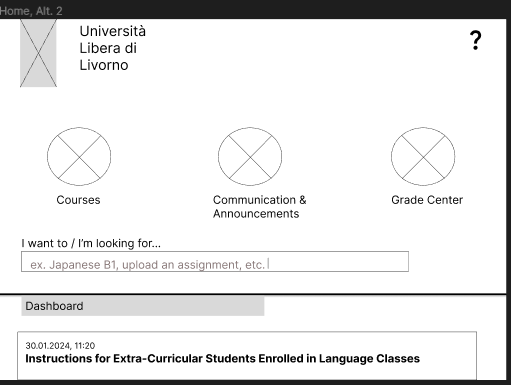 Home, Alt. 2
Università
Libera di
Livorno
?
Courses
Communication &
Announcements
Grade Center
I want to / I'm looking for...
ex. Japanese B1, upload an assignment, etc.
Dashboard
30.01.2024, 11:20
Instructions for Extra-Curricular Students Enrolled in Language Classes